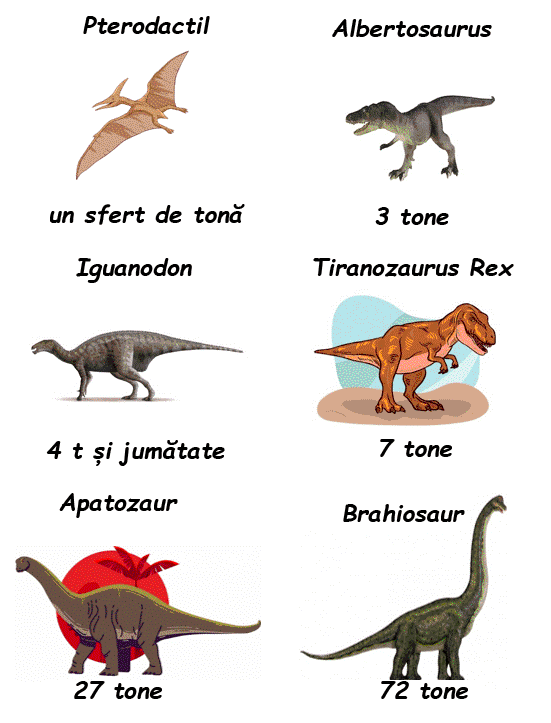 Pterodactil
Albertosaurus
un sfert de tonă
3 tone
Iguanodon
Tiranozaurus Rex
4 t și jumătate
7 tone
Apatozaur
Brahiosaur
27 tone
72 tone